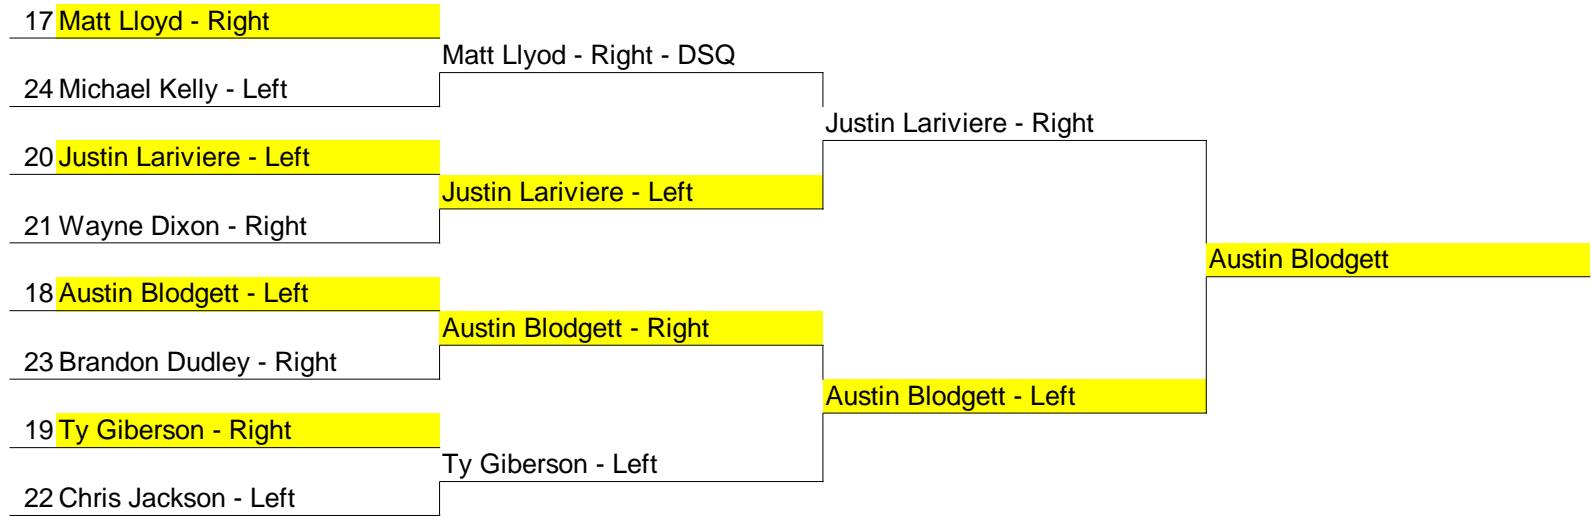 17 Matt Lloyd - Right
Matt Llyod - Right - DSQ
24 Michael Kelly - Left
Justin Lariviere - Right
20 Justin Lariviere - Left
Justin Lariviere - Left
21 Wayne Dixon - Right
Austin Blodgett
18 Austin Blodgett - Left
Austin Blodgett - Right
23 Brandon Dudley - Right
Austin Blodgett - Left
19 Ty Giberson - Right
Ty Giberson - Left
22 Chris Jackson - Left